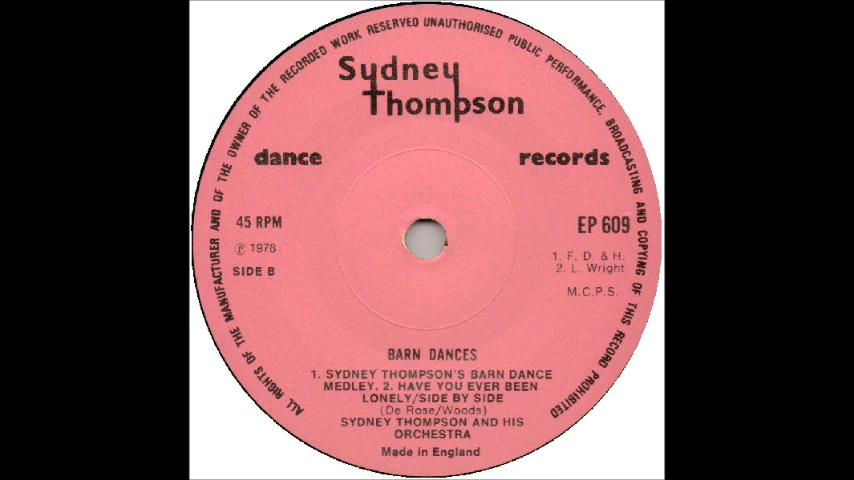 ALL RIGHTS OF THE MANUFACTURER AND OF THE OWNER OF THE RECORDED WORK RESERVED UNAUTHORISED PUBLIC PERFORMANCE, BROADCASTING AND COPYING OF THIS RECORD PROHIBITED
Sydney
Thompson
dance records
45 RPM
EP 609
℗ 1978
SIDE B
1. F. D. & H.
2. L. Wright
M.C.P.S.
BARN DANCES
1. SYDNEY THOMPSON'S BARN DANCE
MEDLEY. 2. HAVE YOU EVER BEEN
LONELY/SIDE BY SIDE
(De Rose/Woods)
SYDNEY THOMPSON AND HIS
ORCHESTRA
Made in England